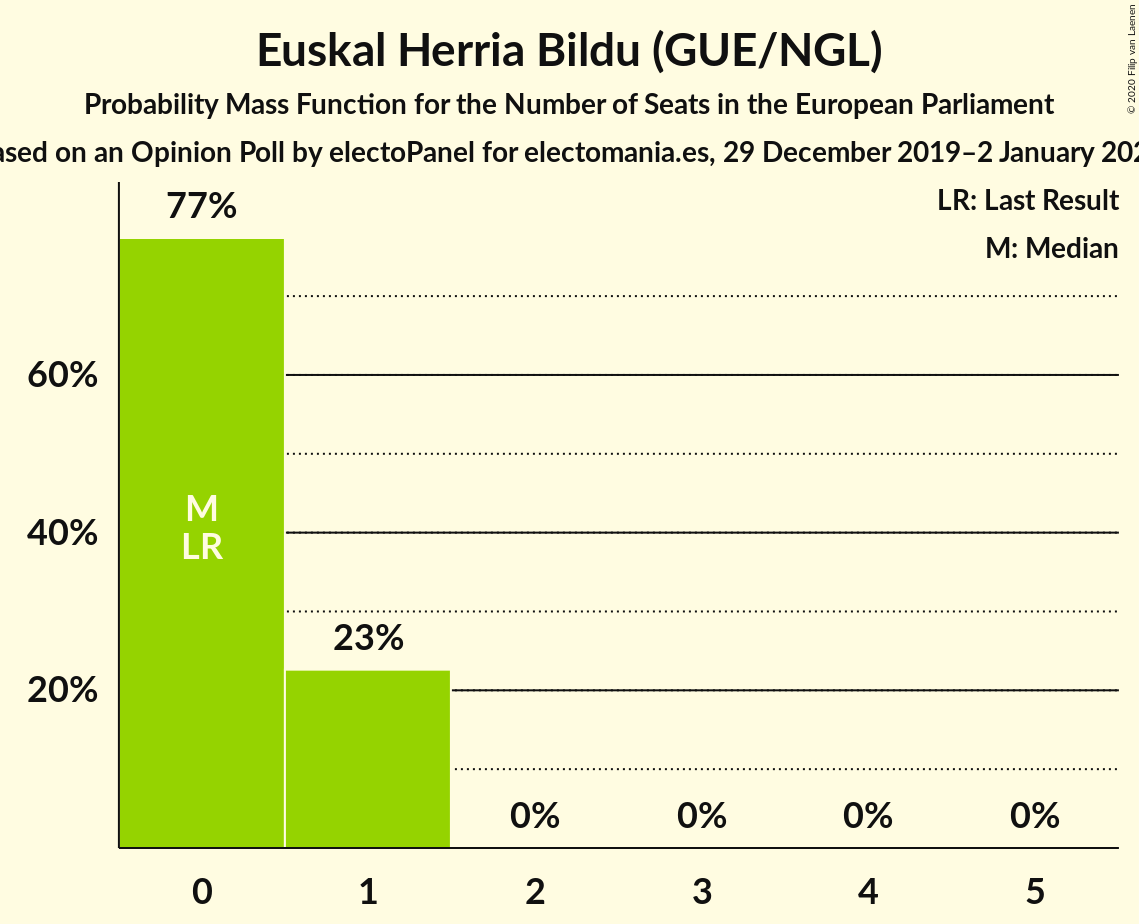 Euskal Herria Bildu (GUE/NGL)
Probability Mass Function for the Number of Seats in the European Parliament
on an Opinion Poll by electoPanel for electomania.es, 29 December 2019–2 January
© 2020 Filip van Laenen
LR: Last Result
M: Median
77%
60%
M
40%
LR
23%
20%
0% 0% 0% 0%
0 1 2 3 4 5